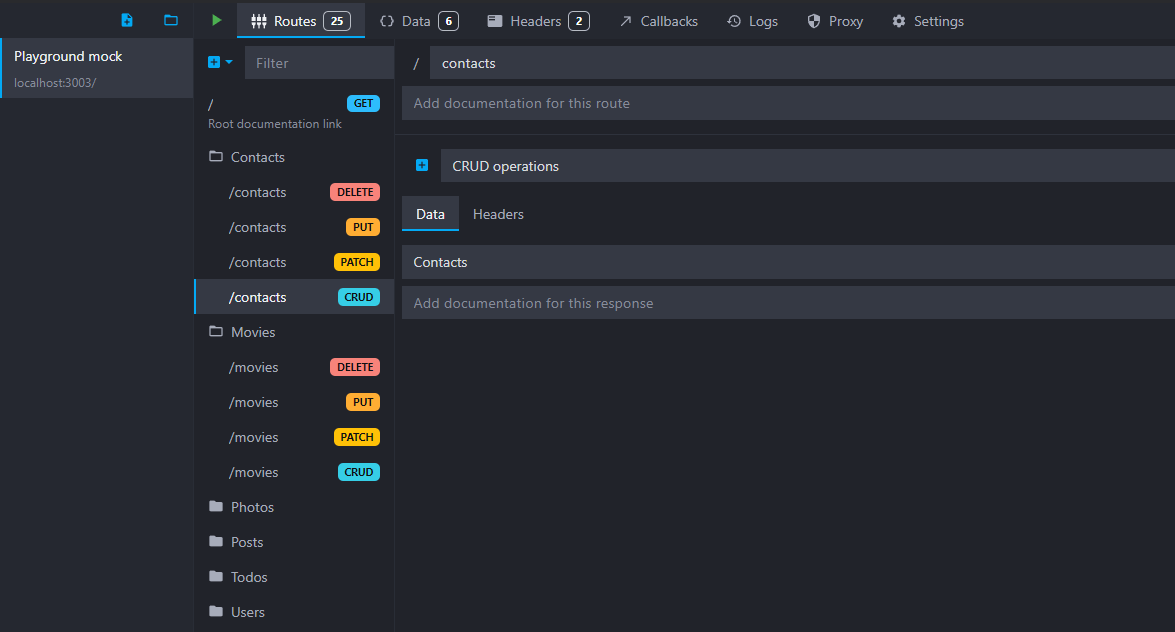 Routes 25 Data 6 Headers 2 Callbacks Logs Proxy Settings
Playground mock
localhost:3003/
Filter
/ GET
Root documentation link
Contacts
/contacts DELETE
/contacts PUT
/contacts PATCH
/contacts CRUD
Movies
/movies DELETE
/movies PUT
/movies PATCH
/movies CRUD
Photos
Posts
Todos
Users
/ contacts
Add documentation for this route
CRUD operations
Data Headers
Contacts
Add documentation for this response